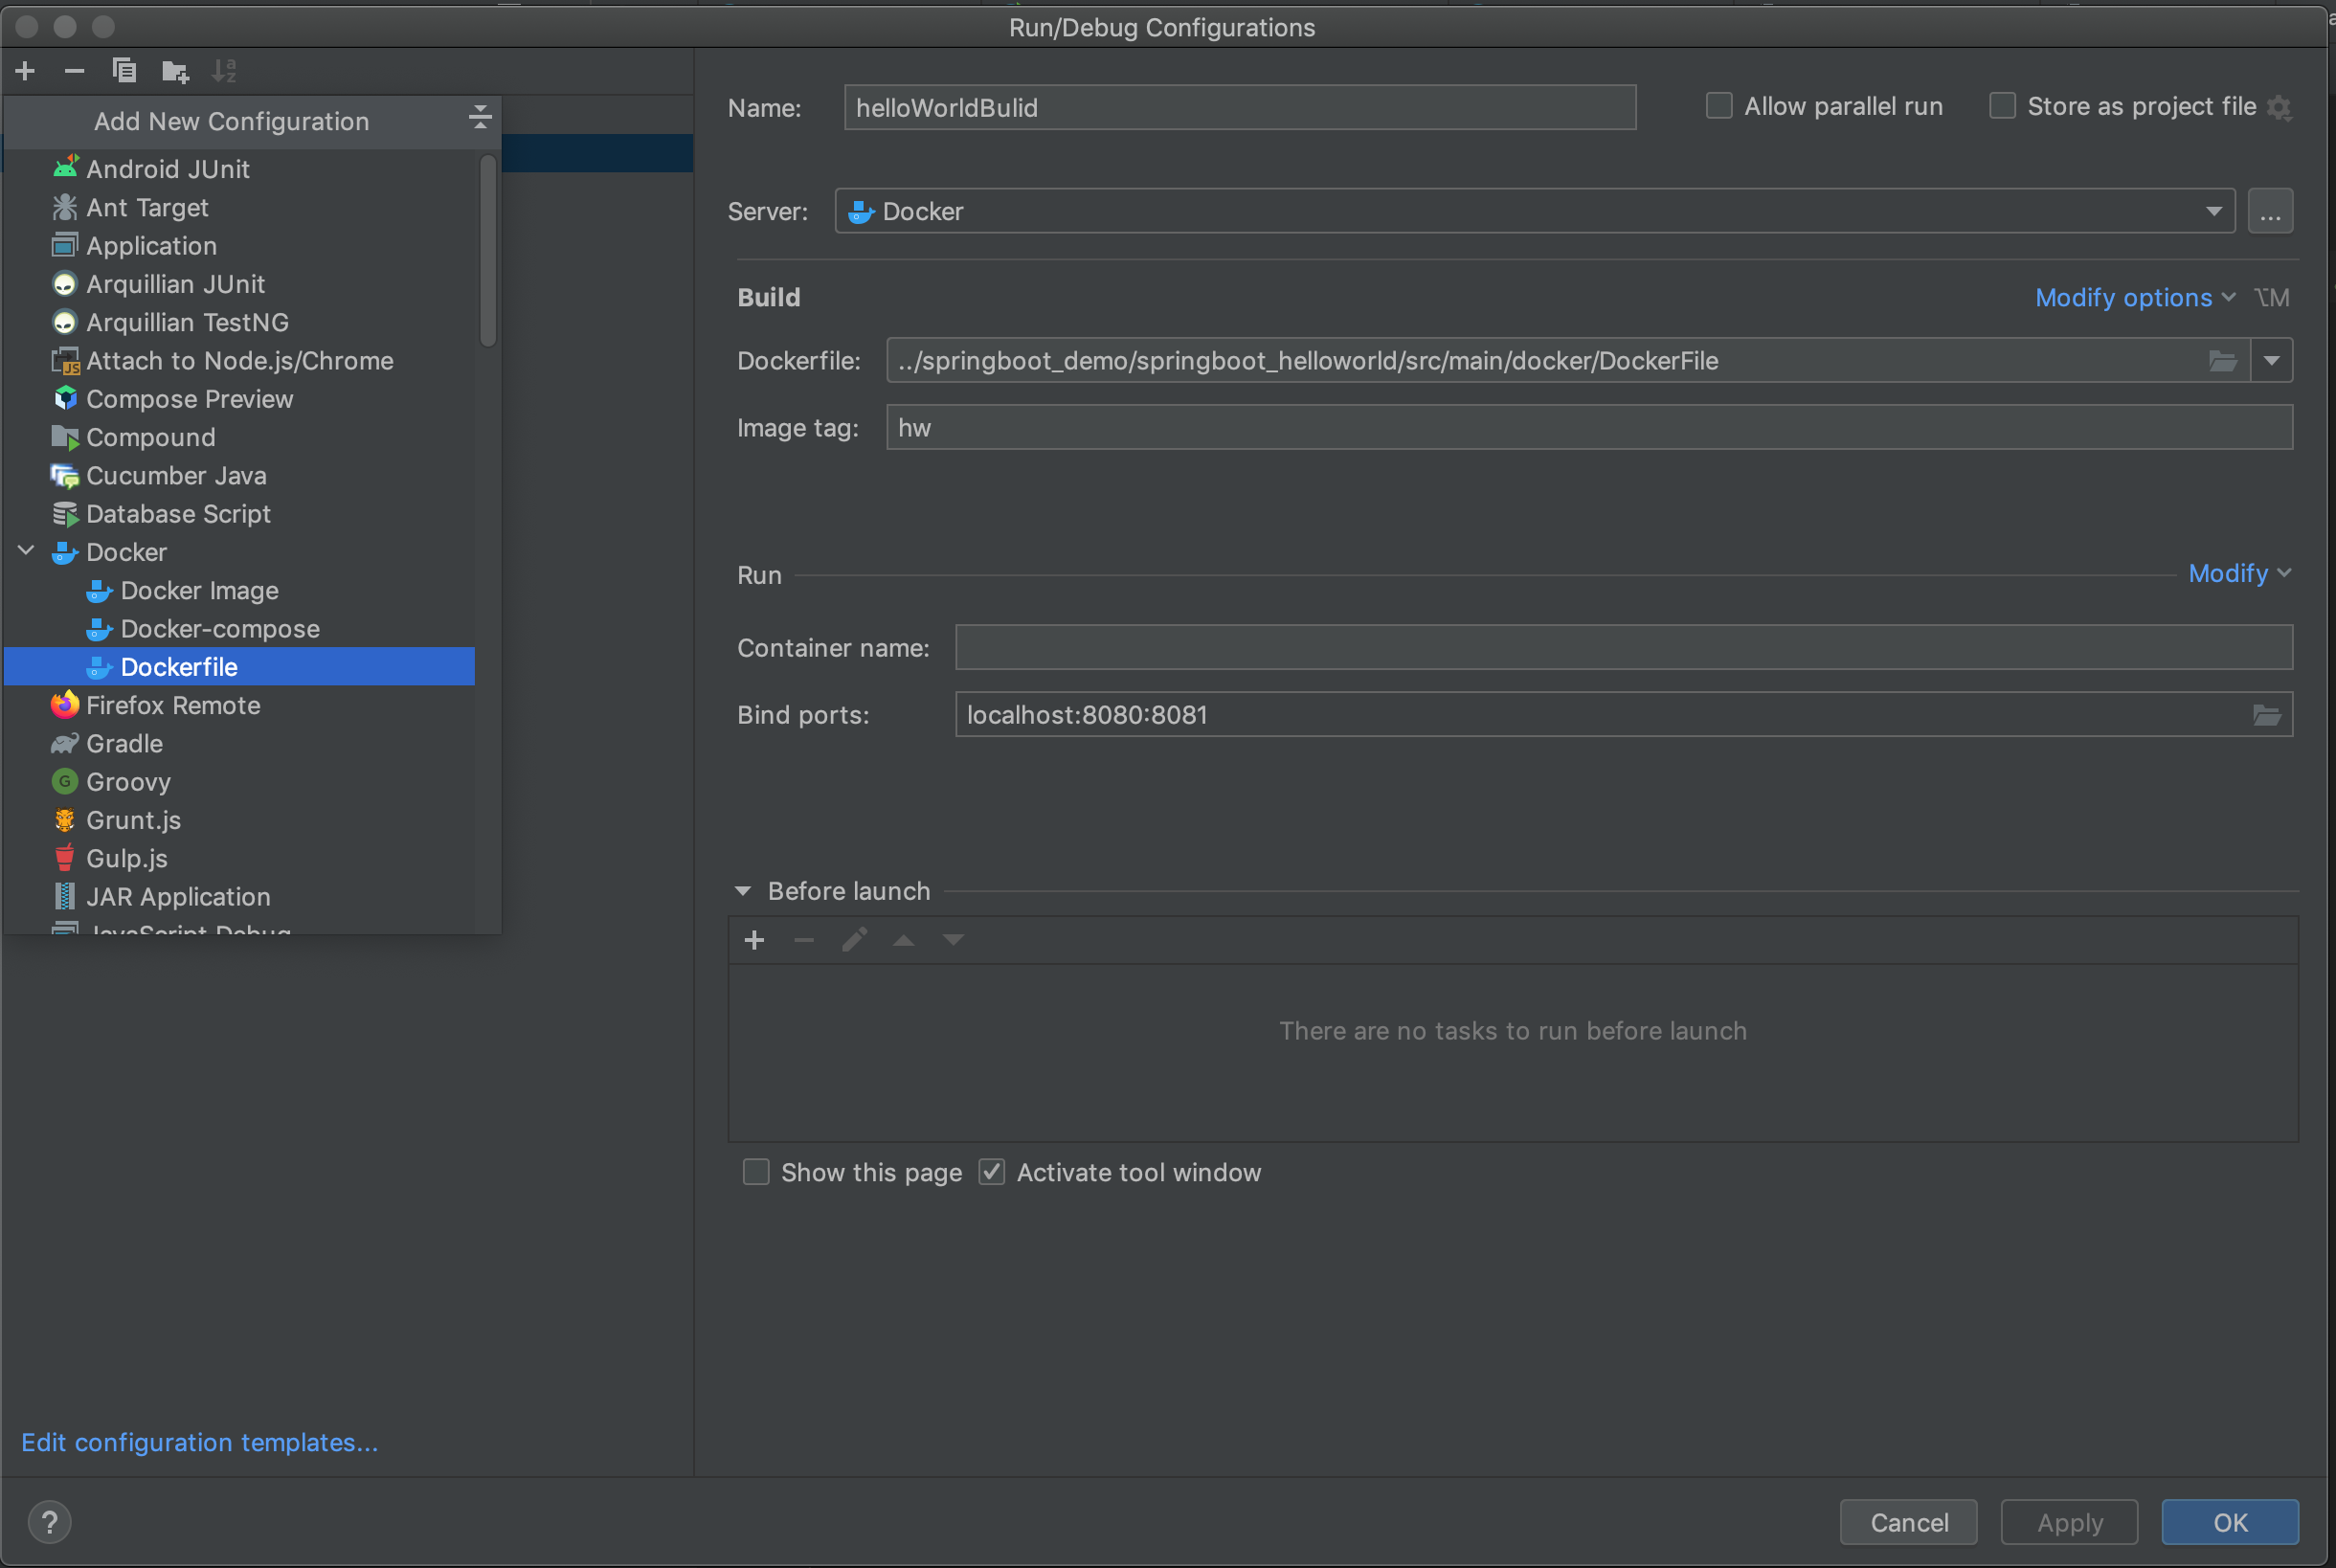 Run/Debug Configurations
Add New Configuration
Android JUnit
Ant Target
Application
Arquillian JUnit
Arquillian TestNG
Attach to Node.js/Chrome
Compose Preview
Compound
Cucumber Java
Database Script
Docker
Docker Image
Docker-compose
Dockerfile
Firefox Remote
Gradle
Groovy
Grunt.js
Gulp.js
JAR Application
JavaScript Debug
Edit configuration templates...
Name: helloWorldBulid Allow parallel run Store as project file
Server: Docker ...
Build Modify options ⌥M
Dockerfile: ../springboot_demo/springboot_helloworld/src/main/docker/DockerFile
Image tag: hw
Run Modify
Container name:
Bind ports: localhost:8080:8081
Before launch
There are no tasks to run before launch
Show this page Activate tool window
? Cancel Apply OK